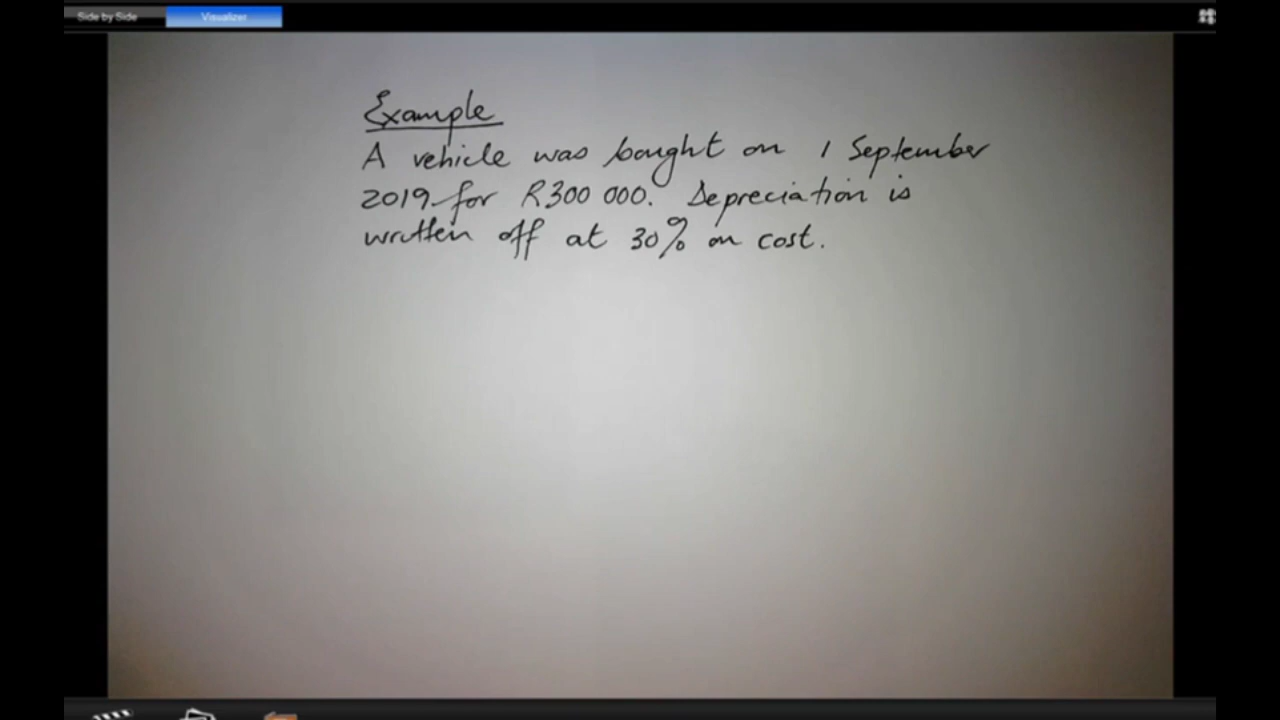 Side by Side
Visualizer
Example
A vehicle was bought on 1 September
2019 for R300 000. Depreciation is
written off at 30% on cost.